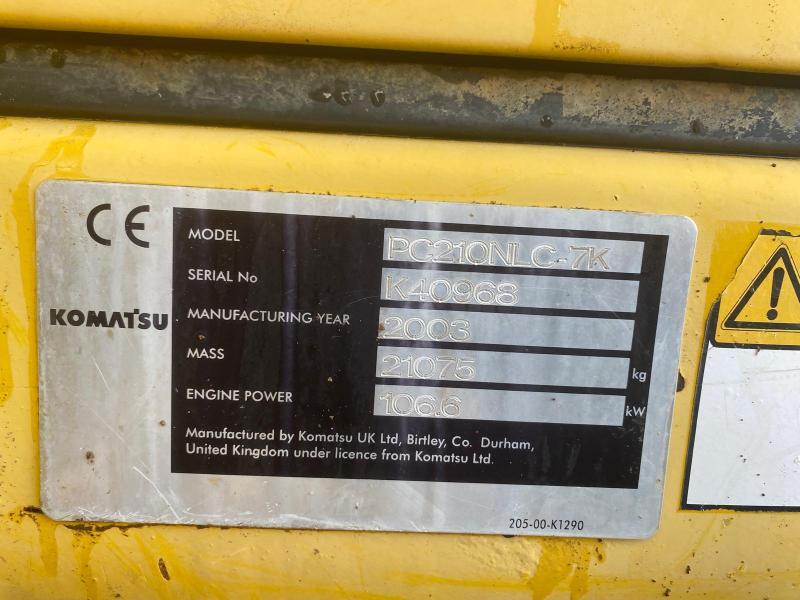 CE
KOMATSU
MODEL PC210NLC-7K
SERIAL No K40968
MANUFACTURING YEAR 2003
MASS 21075 kg
ENGINE POWER 106.6 kW
Manufactured by Komatsu UK Ltd, Birtley, Co. Durham,
United Kingdom under licence from Komatsu Ltd.
205-00-K1290